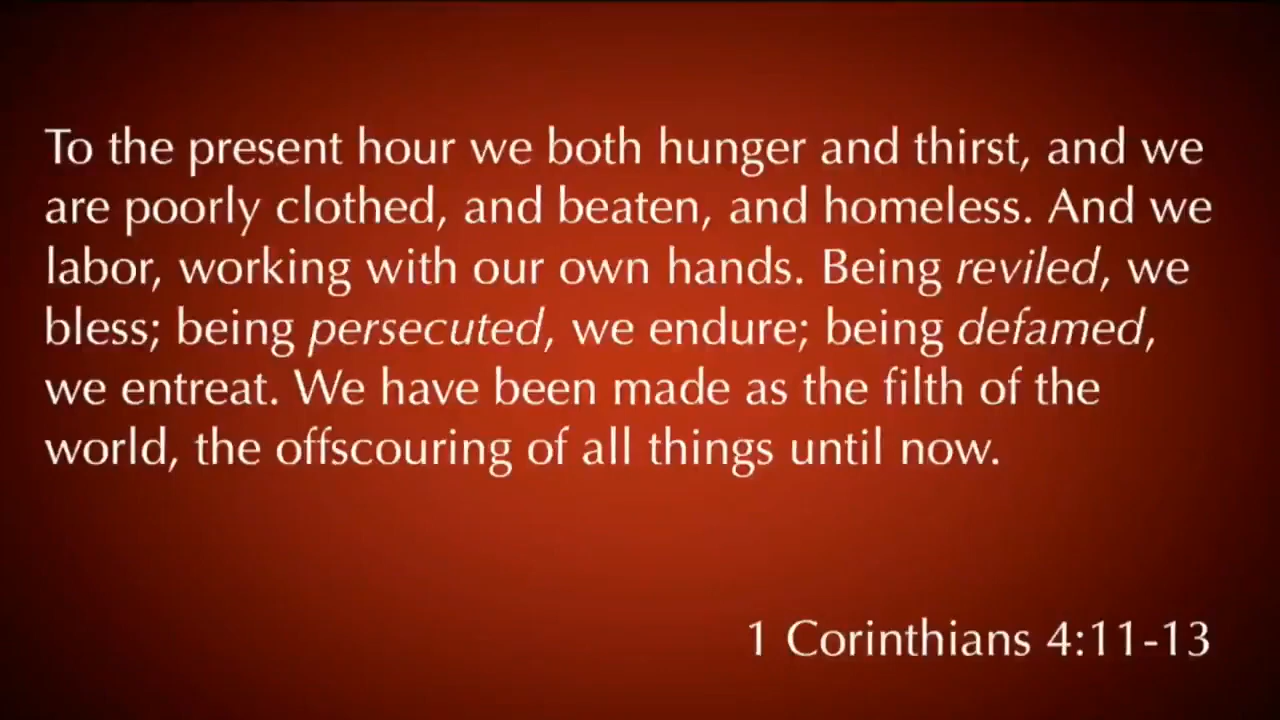 To the present hour we both hunger and thirst, and we
are poorly clothed, and beaten, and homeless. And we
labor, working with our own hands. Being reviled, we
bless; being persecuted, we endure; being defamed,
we entreat. We have been made as the filth of the
world, the offscouring of all things until now.
1 Corinthians 4:11-13